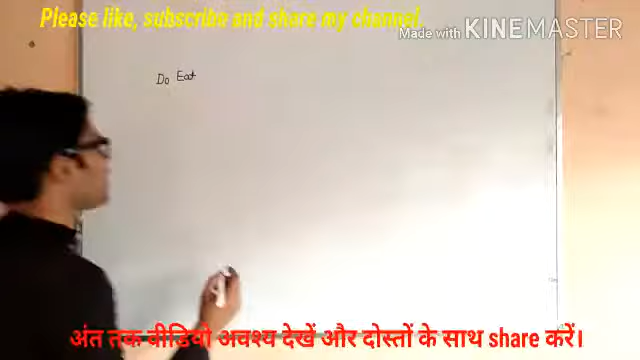 Please like, subscribe and share my channel.
Made with KINEMASTER
Do Eat
अंत तक वीडियो अवश्य देखें और दोस्तों के साथ share करें।